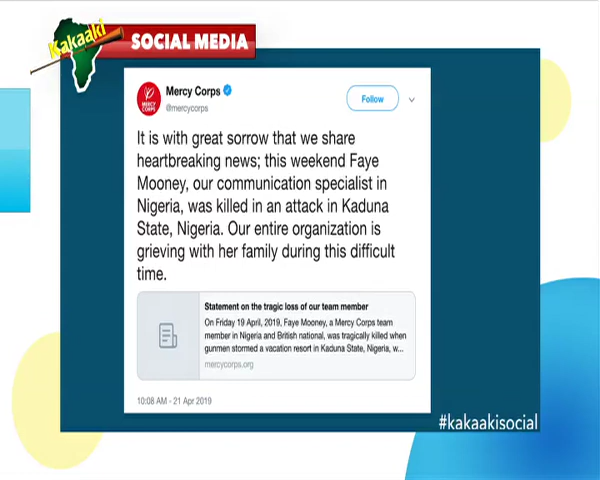 Kakaaki
SOCIAL MEDIA
MERCY
CORPS
Mercy Corps
@mercycorps
Follow
It is with great sorrow that we share
heartbreaking news; this weekend Faye
Mooney, our communication specialist in
Nigeria, was killed in an attack in Kaduna
State, Nigeria. Our entire organization is
grieving with her family during this difficult
time.
Statement on the tragic loss of our team member
On Friday 19 April, 2019, Faye Mooney, a Mercy Corps team
member in Nigeria and British national, was tragically killed when
gunmen stormed a vacation resort in Kaduna State, Nigeria, w...
mercycorps.org
10:08 AM - 21 Apr 2019
#kakaakisocial